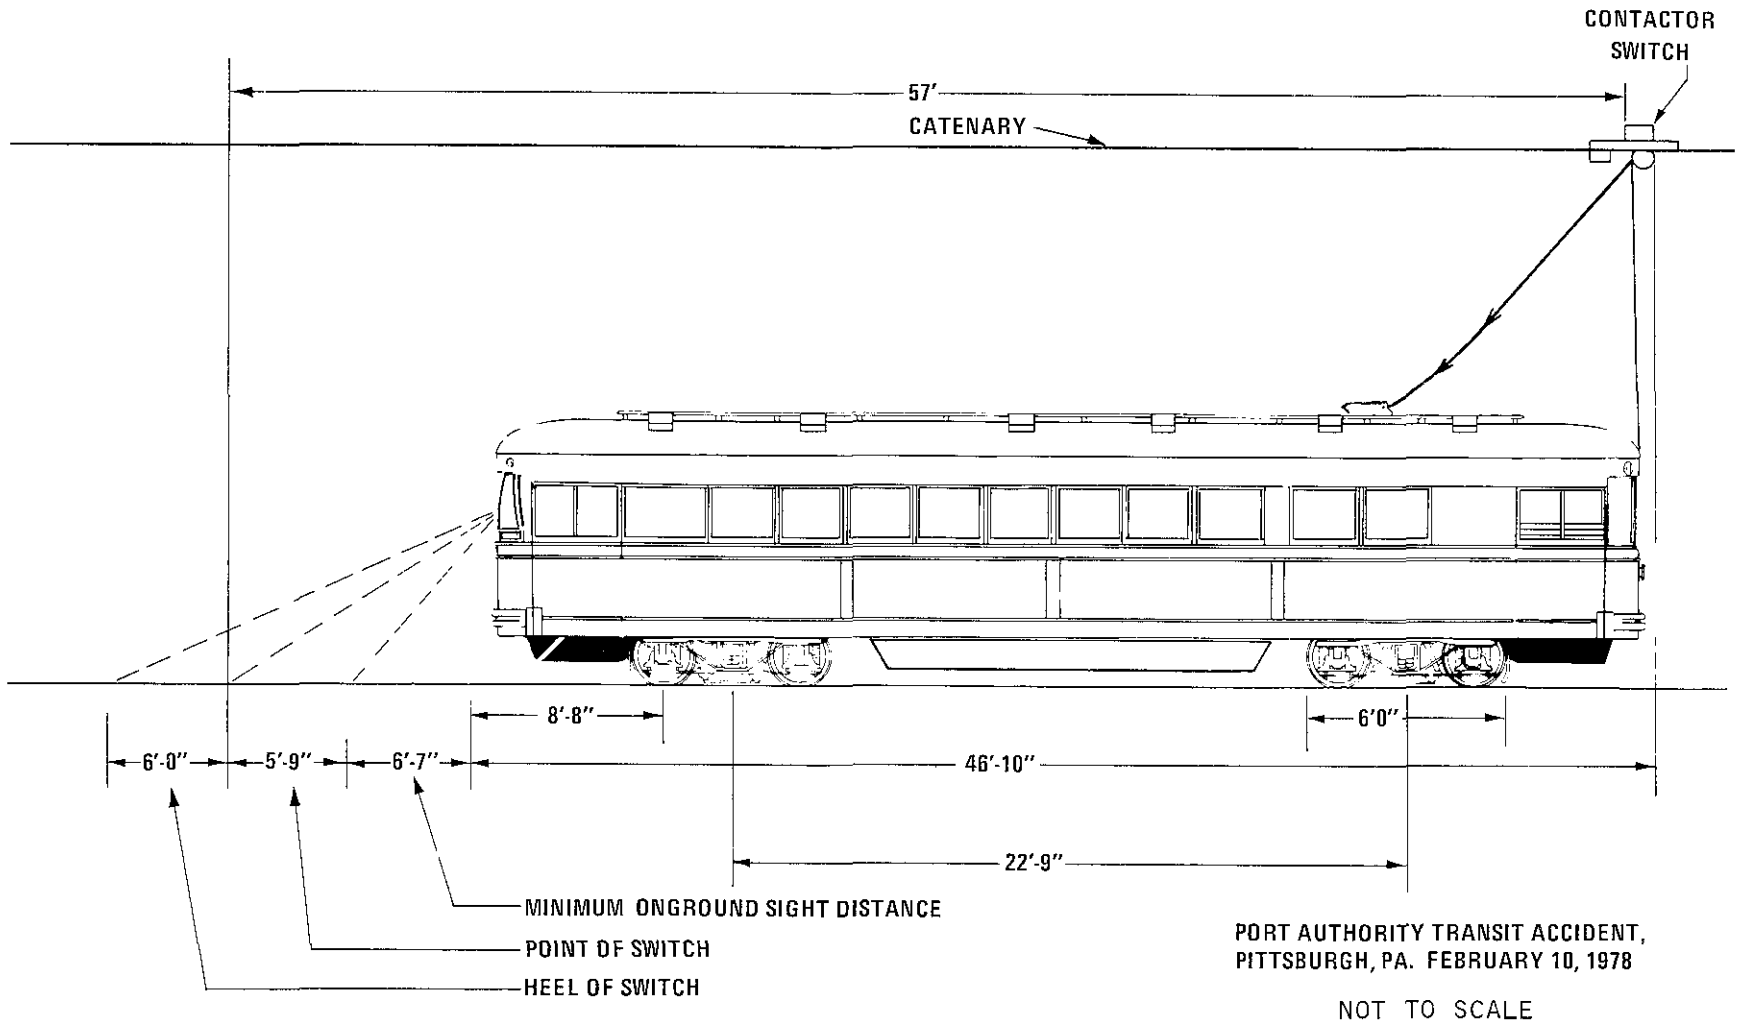 CONTACTOR
SWITCH
57'
CATENARY
8'-8"
6'0"
6'-0"
5'-9"
6'-7"
46'-10"
22'-9"
MINIMUM ONGROUND SIGHT DISTANCE
POINT OF SWITCH
HEEL OF SWITCH
PORT AUTHORITY TRANSIT ACCIDENT,
PITTSBURGH, PA. FEBRUARY 10, 1978
NOT TO SCALE